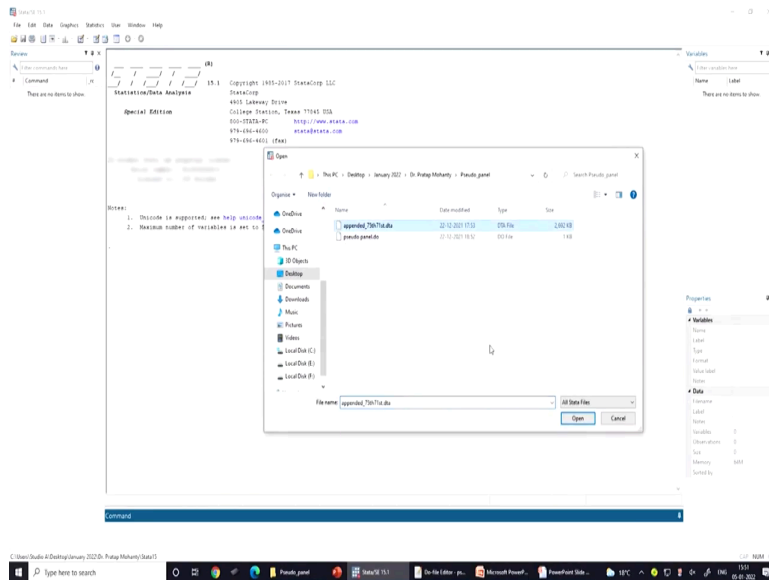 Stata/SE 15.1
File Edit Data Graphics Statistics User Window Help
Review
Filter commands here
# Command _rc
There are no items to show.
(R)
15.1 Copyright 1985-2017 StataCorp LLC
Statistics/Data Analysis StataCorp
4905 Lakeway Drive
Special Edition College Station, Texas 77845 USA
800-STATA-PC http://www.stata.com
979-696-4600 stata@stata.com
979-696-4601 (fax)
Notes:
1. Unicode is supported; see help unicode_
2. Maximum number of variables is set to
Variables
Filter variables here
Name Label
There are no items to show.
Open
This PC > Desktop > January 2022 > Dr. Pratap Mohanty > Pseudo_panel
Search Pseudo_panel
Organise New folder
Name Date modified Type Size
appended_75th71st.dta 22-12-2021 17:53 DTA File
pseudo panel.do 22-12-2021 DO File 1 KB
OneDrive
OneDrive
This PC
3D Objects
Desktop
Documents
Downloads
Music
Pictures
Videos
Local Disk (C:)
Local Disk (E:)
Local Disk (F:)
File name: appended_75th71st.dta All Stata Files
Open Cancel
Properties
Variables
Name
Label
Type
Format
Value label
Notes
Data
Filename
Label
Notes
Variables 0
Observations 0
Size 0
Memory 64M
Sorted by
Command
C:\Users\Studio A\Desktop\January 2022\Dr. Pratap Mohanty\Stata15
CAP NUM
Type here to search
Pseudo_panel
Stata/SE 15.1
Do-file Editor - ps...
Microsoft PowerP...
PowerPoint Slide ...
18°C
ENG
15:51
05-01-2022